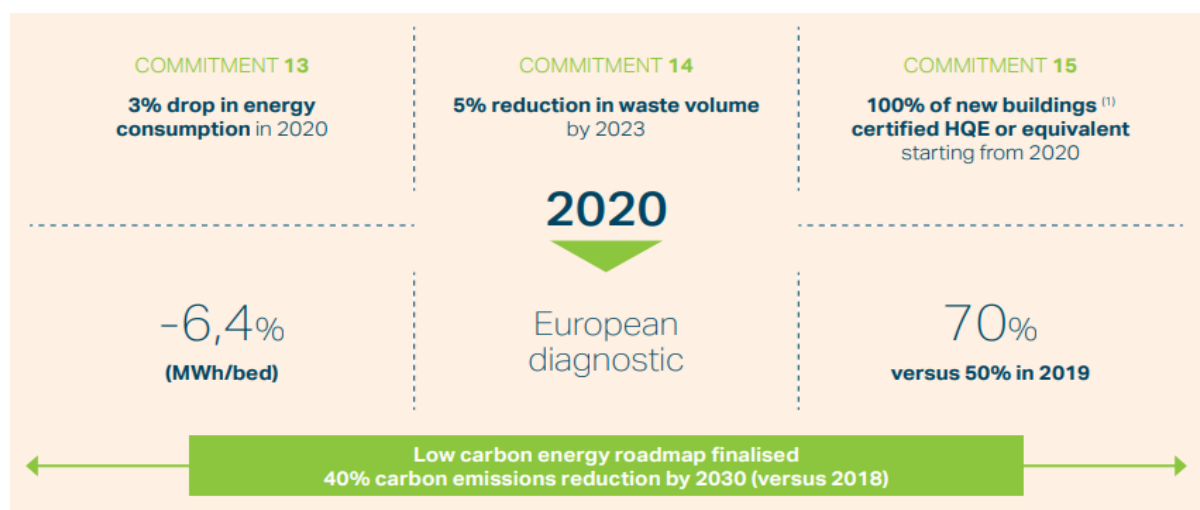 COMMITMENT 13
3% drop in energy
consumption in 2020
COMMITMENT 14
5% reduction in waste volume
by 2023
COMMITMENT 15
100% of new buildings (1)
certified HQE or equivalent
starting from 2020
2020
-6,4%
(MWh/bed)
European
diagnostic
70%
versus 50% in 2019
Low carbon energy roadmap finalised
40% carbon emissions reduction by 2030 (versus 2018)